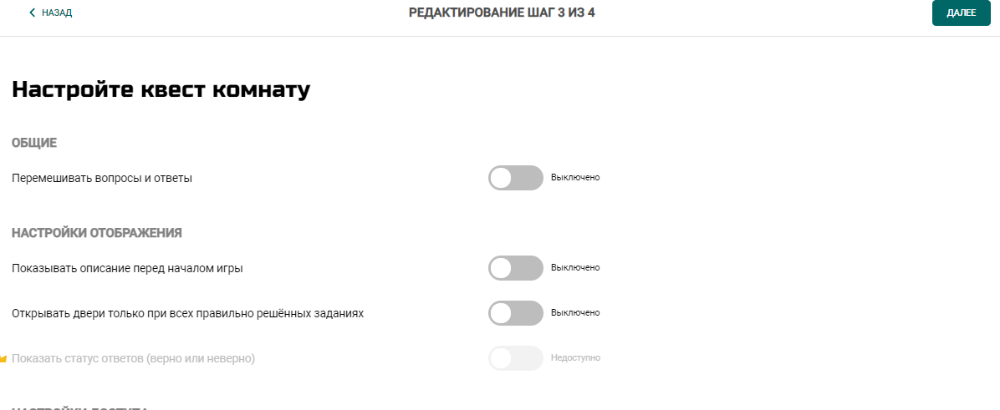 НАЗАД
РЕДАКТИРОВАНИЕ ШАГ 3 ИЗ 4
ДАЛЕЕ
Настройте квест комнату
ОБЩИЕ
Перемешивать вопросы и ответы
Выключено
НАСТРОЙКИ ОТОБРАЖЕНИЯ
Показывать описание перед началом игры
Выключено
Открывать двери только при всех правильно решённых заданиях
Выключено
Показать статус ответов (верно или неверно)
Недоступно
НАСТРОЙКИ ДОСТУПА